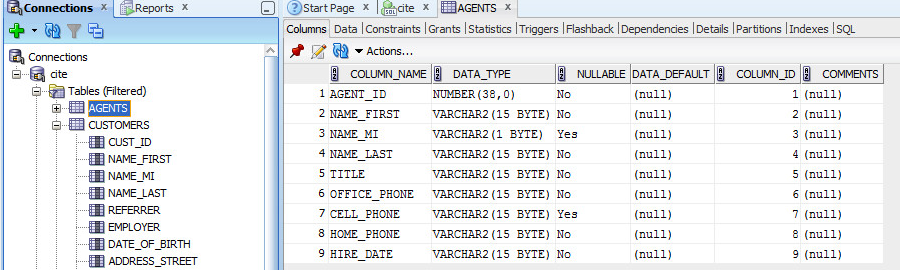 Connections
Reports
Connections
cite
Tables (Filtered)
AGENTS
CUSTOMERS
CUST_ID
NAME_FIRST
NAME_MI
NAME_LAST
REFERRER
EMPLOYER
DATE_OF_BIRTH
ADDRESS_STREET
Start Page cite AGENTS
Columns Data Constraints Grants Statistics Triggers Flashback Dependencies Details Partitions Indexes SQL
Actions...
COLUMN_NAME DATA_TYPE NULLABLE DATA_DEFAULT COLUMN_ID COMMENTS
1 AGENT_ID NUMBER(38,0) No (null) 1 (null)
2 NAME_FIRST VARCHAR2(15 BYTE) No (null) 2 (null)
3 NAME_MI VARCHAR2(1 BYTE) Yes (null) 3 (null)
4 NAME_LAST VARCHAR2(15 BYTE) No (null) 4 (null)
5 TITLE VARCHAR2(15 BYTE) No (null) 5 (null)
6 OFFICE_PHONE VARCHAR2(15 BYTE) No (null) 6 (null)
7 CELL_PHONE VARCHAR2(15 BYTE) Yes (null) 7 (null)
8 HOME_PHONE VARCHAR2(15 BYTE) No (null) 8 (null)
9 HIRE_DATE VARCHAR2(15 BYTE) No (null) 9 (null)